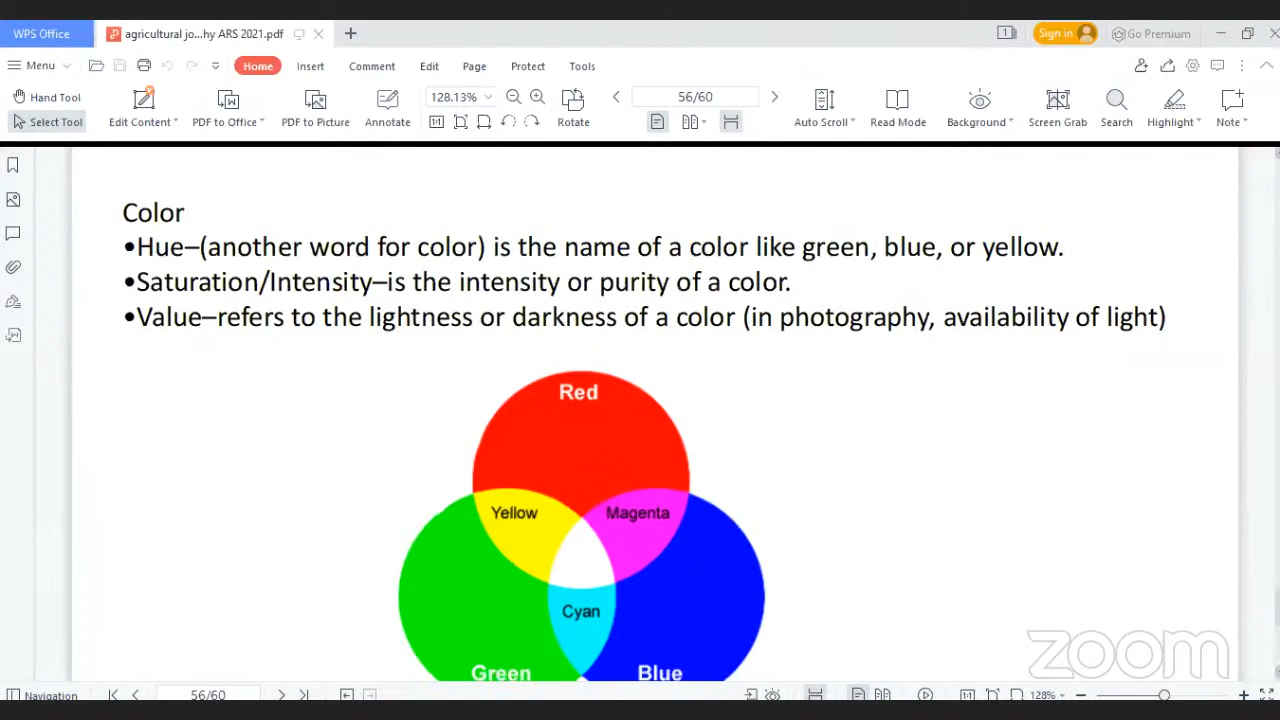 WPS Office
agricultural jo...hy ARS 2021.pdf
1
Sign in
Go Premium
Menu
Home
Insert
Comment
Edit
Page
Protect
Tools
Hand Tool
Select Tool
Edit Content
PDF to Office
PDF to Picture
Annotate
128.13%
1:1
Rotate
56/60
Auto Scroll
Read Mode
Background
Screen Grab
Search
Highlight
Note
Color
•Hue–(another word for color) is the name of a color like green, blue, or yellow.
•Saturation/Intensity–is the intensity or purity of a color.
•Value–refers to the lightness or darkness of a color (in photography, availability of light)
Red
Yellow
Magenta
Cyan
Green
Blue
zoom
Navigation
56/60
1:1
128%